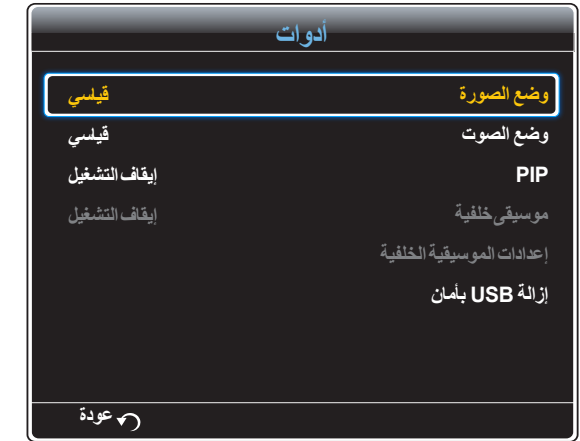 أدوات
وضع الصورة قياسي
وضع الصوت قياسي
PIP إيقاف التشغيل
موسيقى خلفية إيقاف التشغيل
إعدادات الموسيقية الخلفية
إزالة USB بأمان
عودة